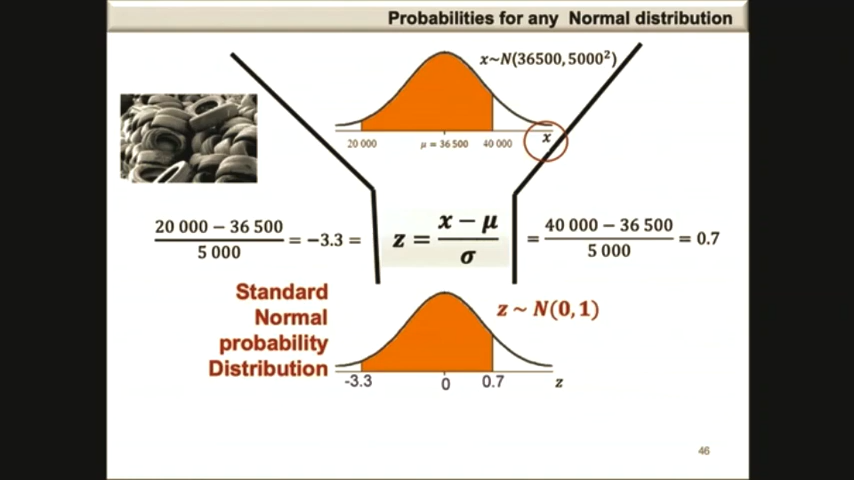 Probabilities for any Normal distribution
x~N(36500, 5000²)
20 000 μ = 36 500 40 000 x
20 000 − 36 500
5 000
= −3.3 =
z = x − μ
σ
= 40 000 − 36 500
5 000
= 0.7
Standard
Normal
probability
Distribution
z ~ N(0, 1)
-3.3 0 0.7 z
46